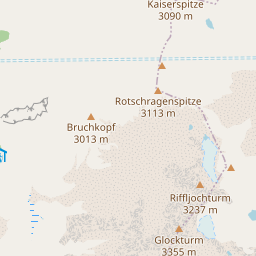 Kaiserspitze
3090 m
Rotschragenspitze
3113 m
Bruchkopf
3013 m
Riffljochturm
3237 m
Glockturm
3355 m